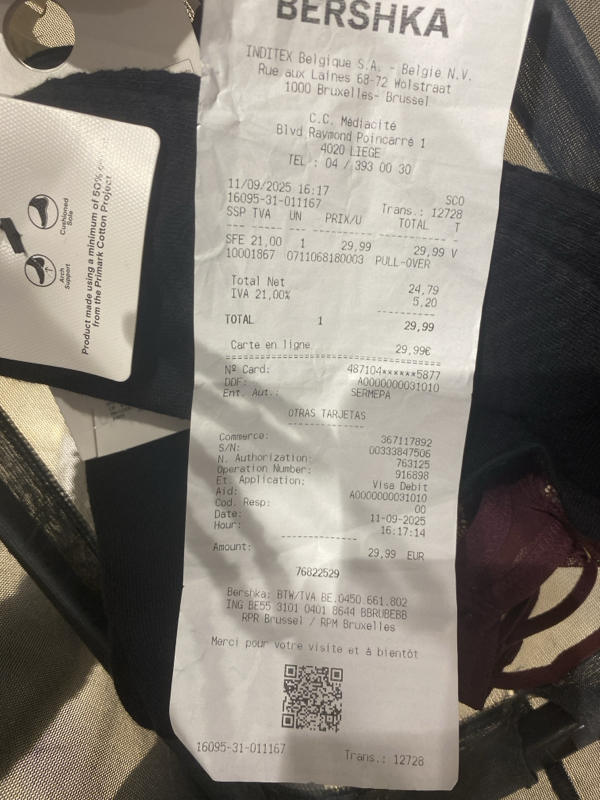 BERSHKA
INDITEX Belgique S.A. - Belgie N.V.
Rue aux Laines 68-72 Wolstraat
1000 Bruxelles- Brussel
C.C. Médiacité
Blvd Raymond Poincarré 1
4020 LIEGE
TEL : 04 / 393 00 30
11/09/2025 16:17 SCO
16095-31-011167 Trans.: 12728
SSP TVA UN PRIX/U TOTAL T
SFE 21,00 1 29,99 29,99 V
10001867 0711068180003 PULL-OVER
Total Net 24,79
IVA 21,00% 5,20
TOTAL 1 29,99
Carte en ligne 29,99€
Nº Card: 487104******5877
DDF: A0000000031010
Ent. Aut.: SERMEPA
OTRAS TARJETAS
Commerce: 367117892
S/N: 00333847506
N. Authorization: 763125
Operation Number: 916898
Et. Application: Visa Debit
Aid: A0000000031010
Cod. Resp: 00
Date: 11-09-2025
Hour: 16:17:14
Amount: 29,99 EUR
76822529
Bershka: BTW/TVA BE.0450.661.802
ING BE55 3101 0401 8644 BBRUBEBB
RPR Brussel / RPM Bruxelles
Merci pour votre visite et à bientôt
16095-31-011167 Trans.: 12728
Cushioned
Sole
Arch
Support
Product made using a minimum of 50%
from the Primark Cotton Project